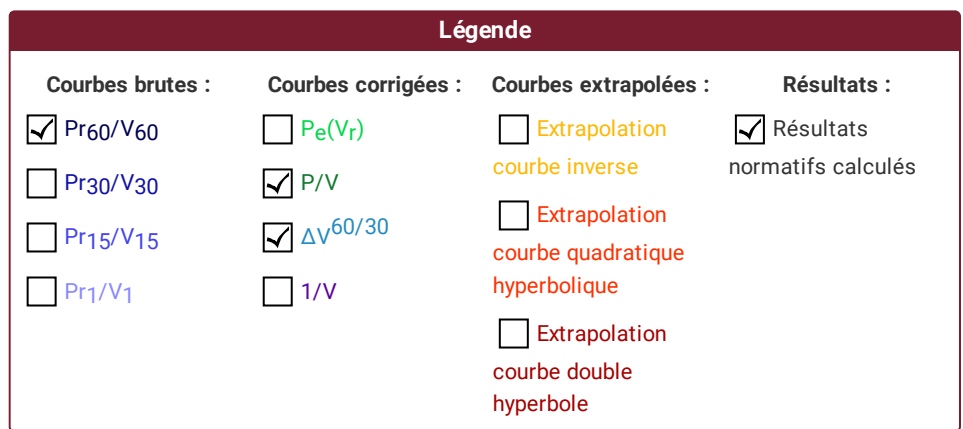 Légende
Courbes brutes :
Pr60/V60
Pr30/V30
Pr15/V15
Pr1/V1
Courbes corrigées :
Pe(Vr)
P/V
ΔV60/30
1/V
Courbes extrapolées :
Extrapolation
courbe inverse
Extrapolation
courbe quadratique
hyperbolique
Extrapolation
courbe double
hyperbole
Résultats :
Résultats
normatifs calculés